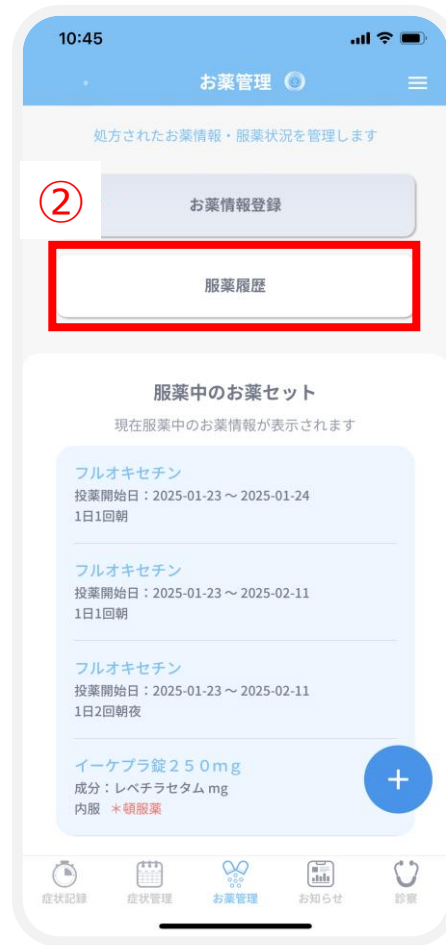 10:45
お薬管理
処方されたお薬情報・服薬状況を管理します
②
お薬情報登録
服薬履歴
服薬中のお薬セット
現在服薬中のお薬情報が表示されます
フルオキセチン
投薬開始日：2025-01-23 ～ 2025-01-24
1日1回朝
フルオキセチン
投薬開始日：2025-01-23 ～ 2025-02-11
1日1回朝
フルオキセチン
投薬開始日：2025-01-23 ～ 2025-02-11
1日2回朝夜
イーケプラ錠２５０ｍｇ
成分：レベチラセタム mg
内服 ＊頓服薬
+
症状記録 症状管理 お薬管理 お知らせ 診察